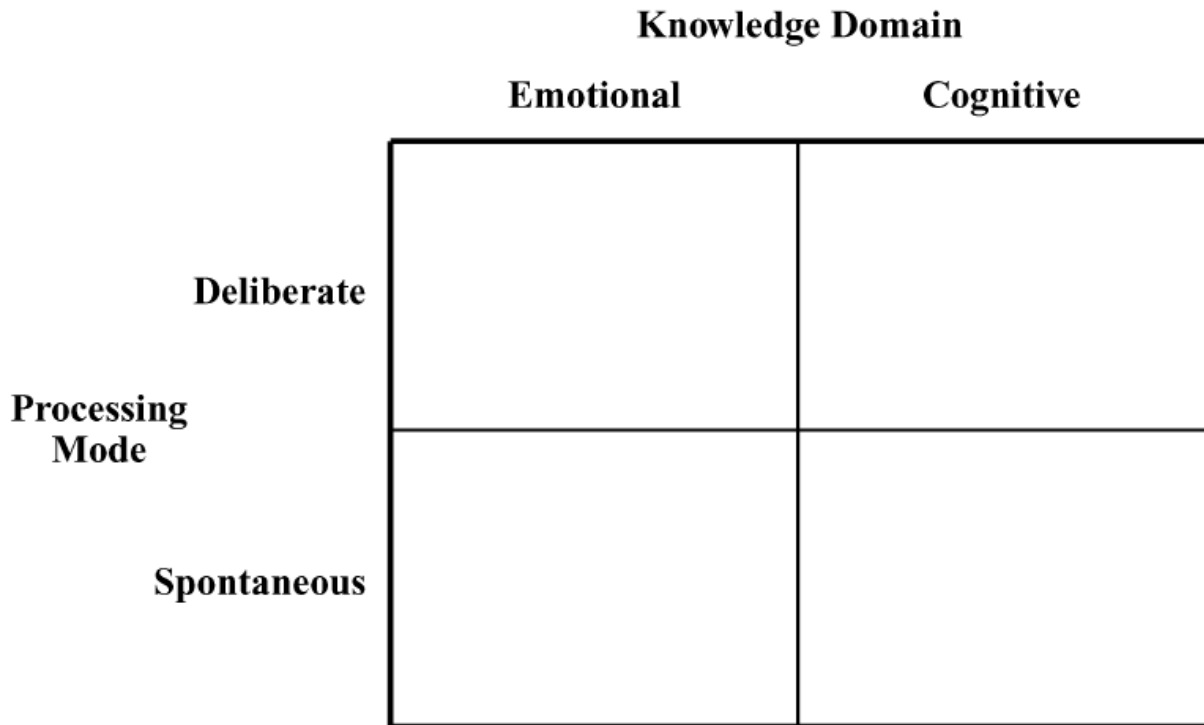 Knowledge Domain
Emotional Cognitive
Deliberate
Processing
Mode
Spontaneous